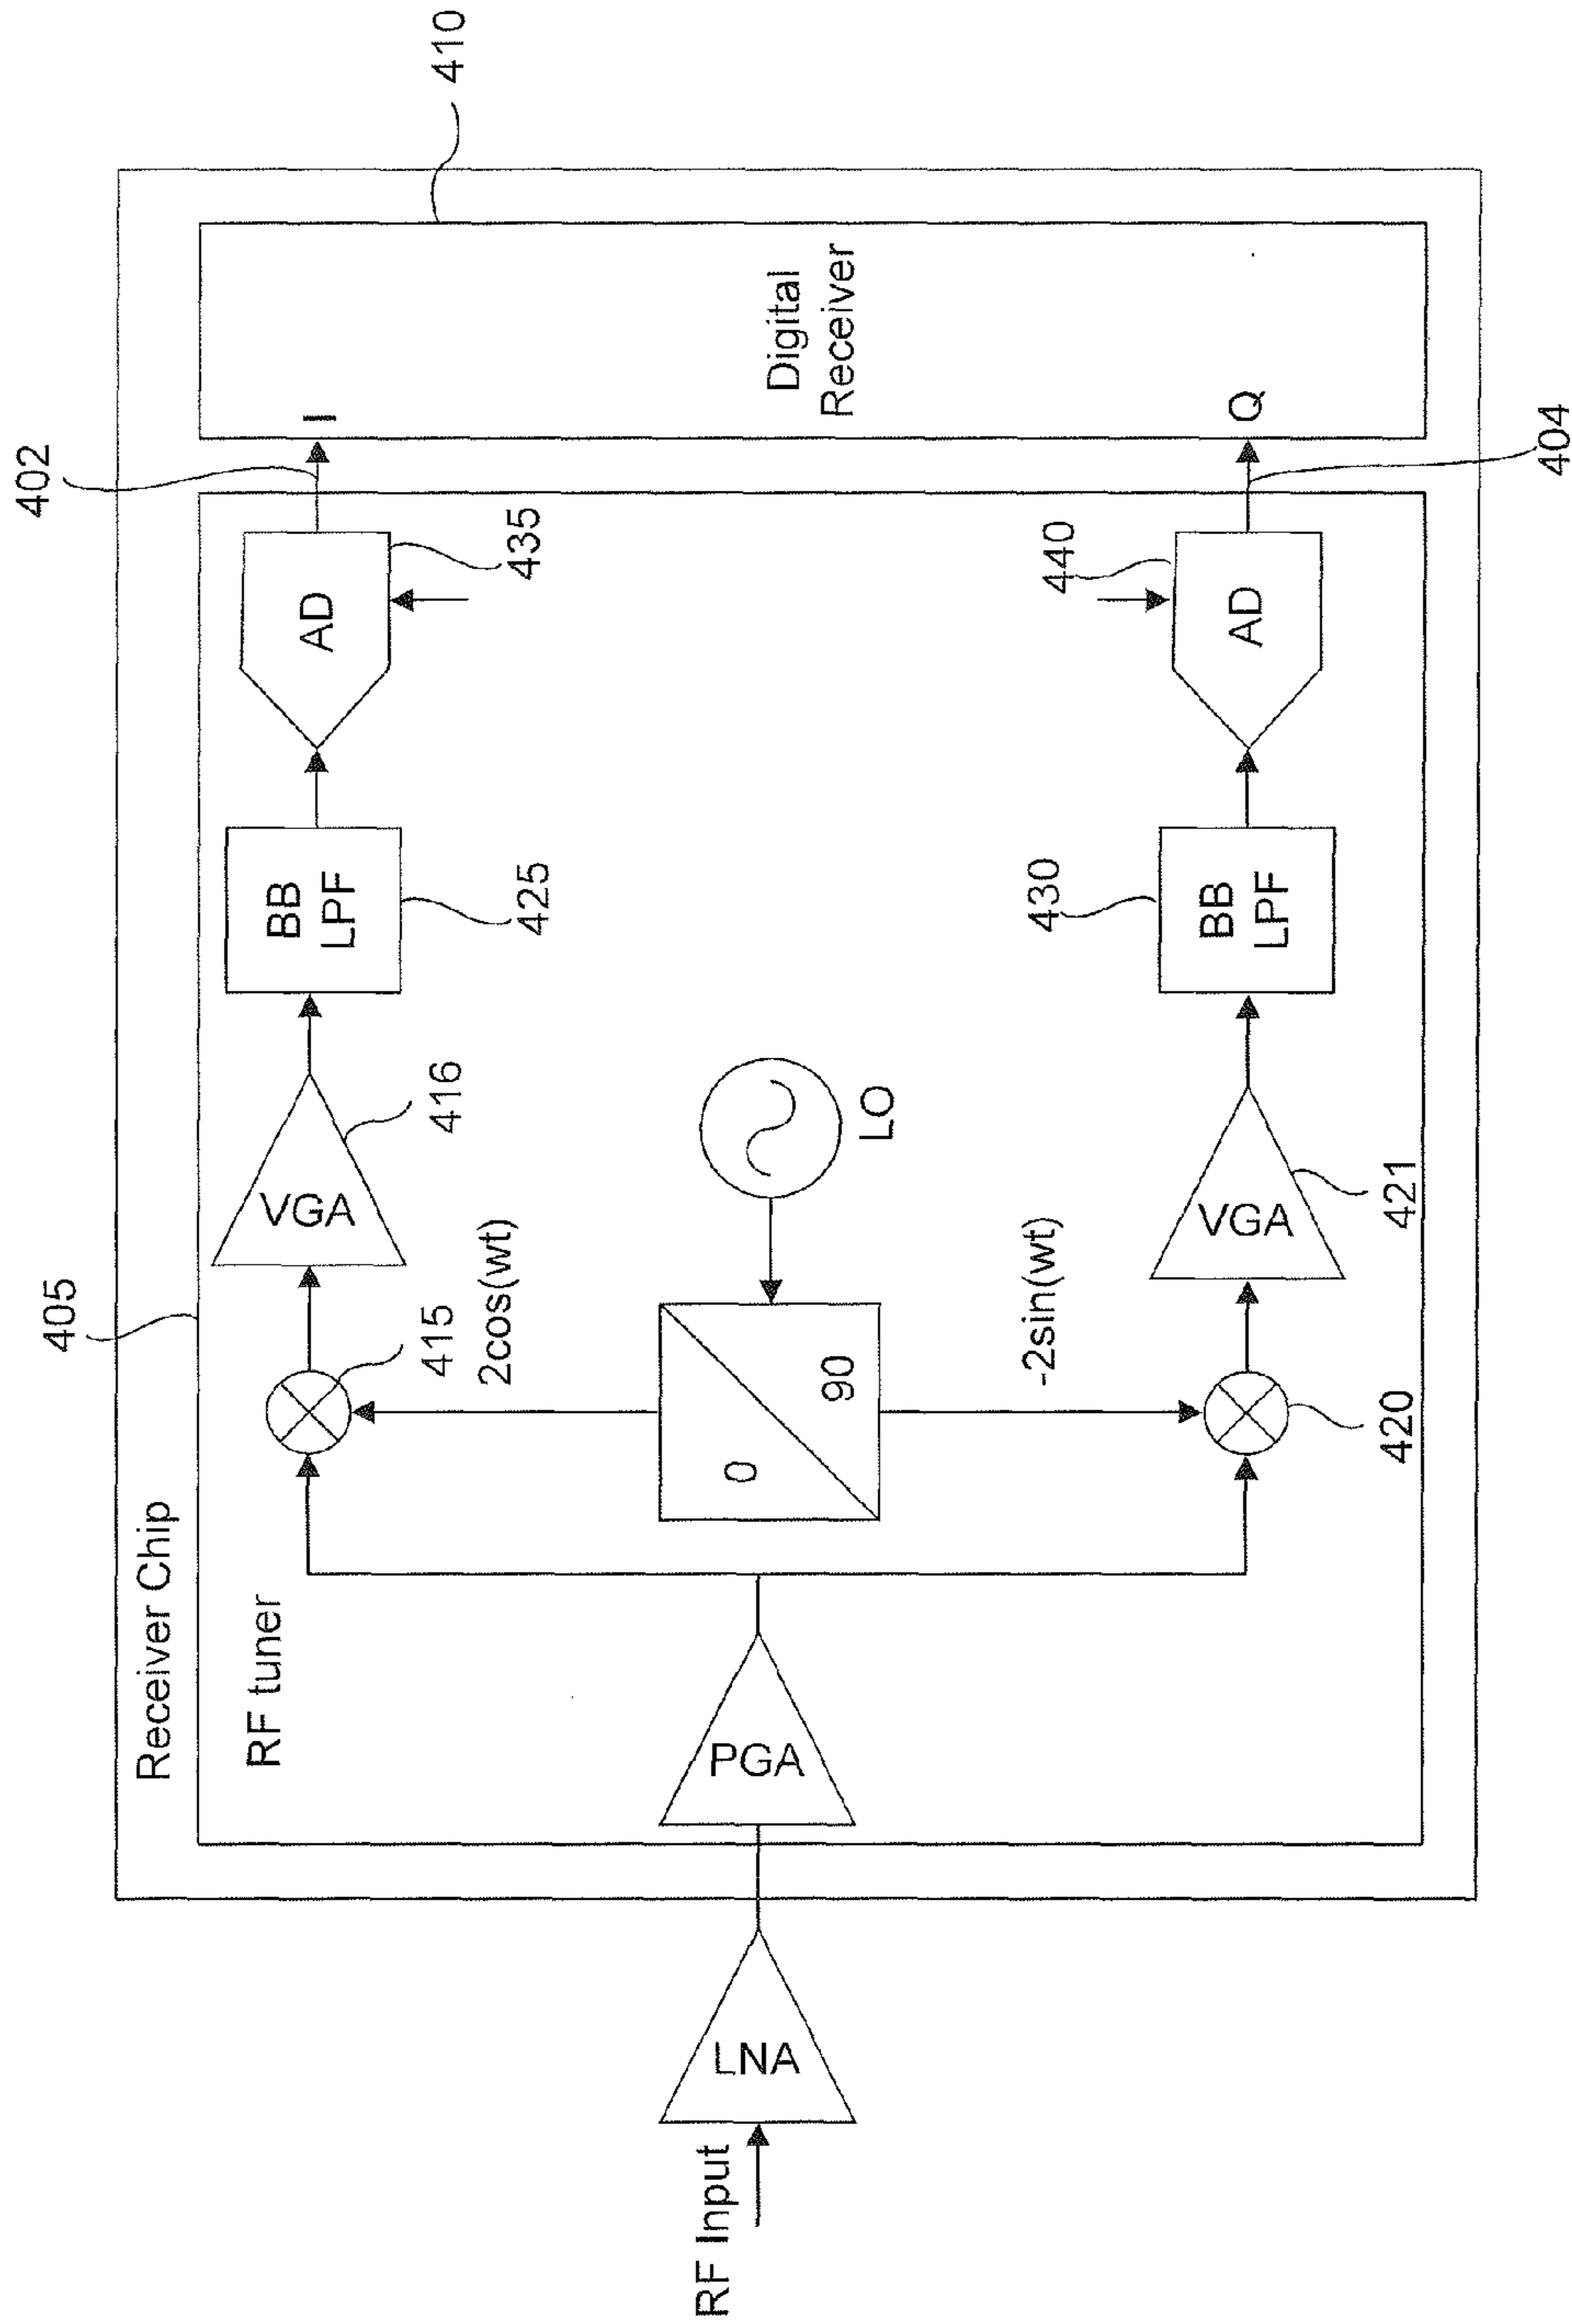 Receiver Chip
405
RF tuner
402
410
RF Input
LNA
PGA
415
2cos(wt)
VGA
416
BB
LPF
425
AD
435
I
0
90
LO
Digital
Receiver
-2sin(wt)
420
VGA
421
BB
LPF
430
AD
440
Q
404